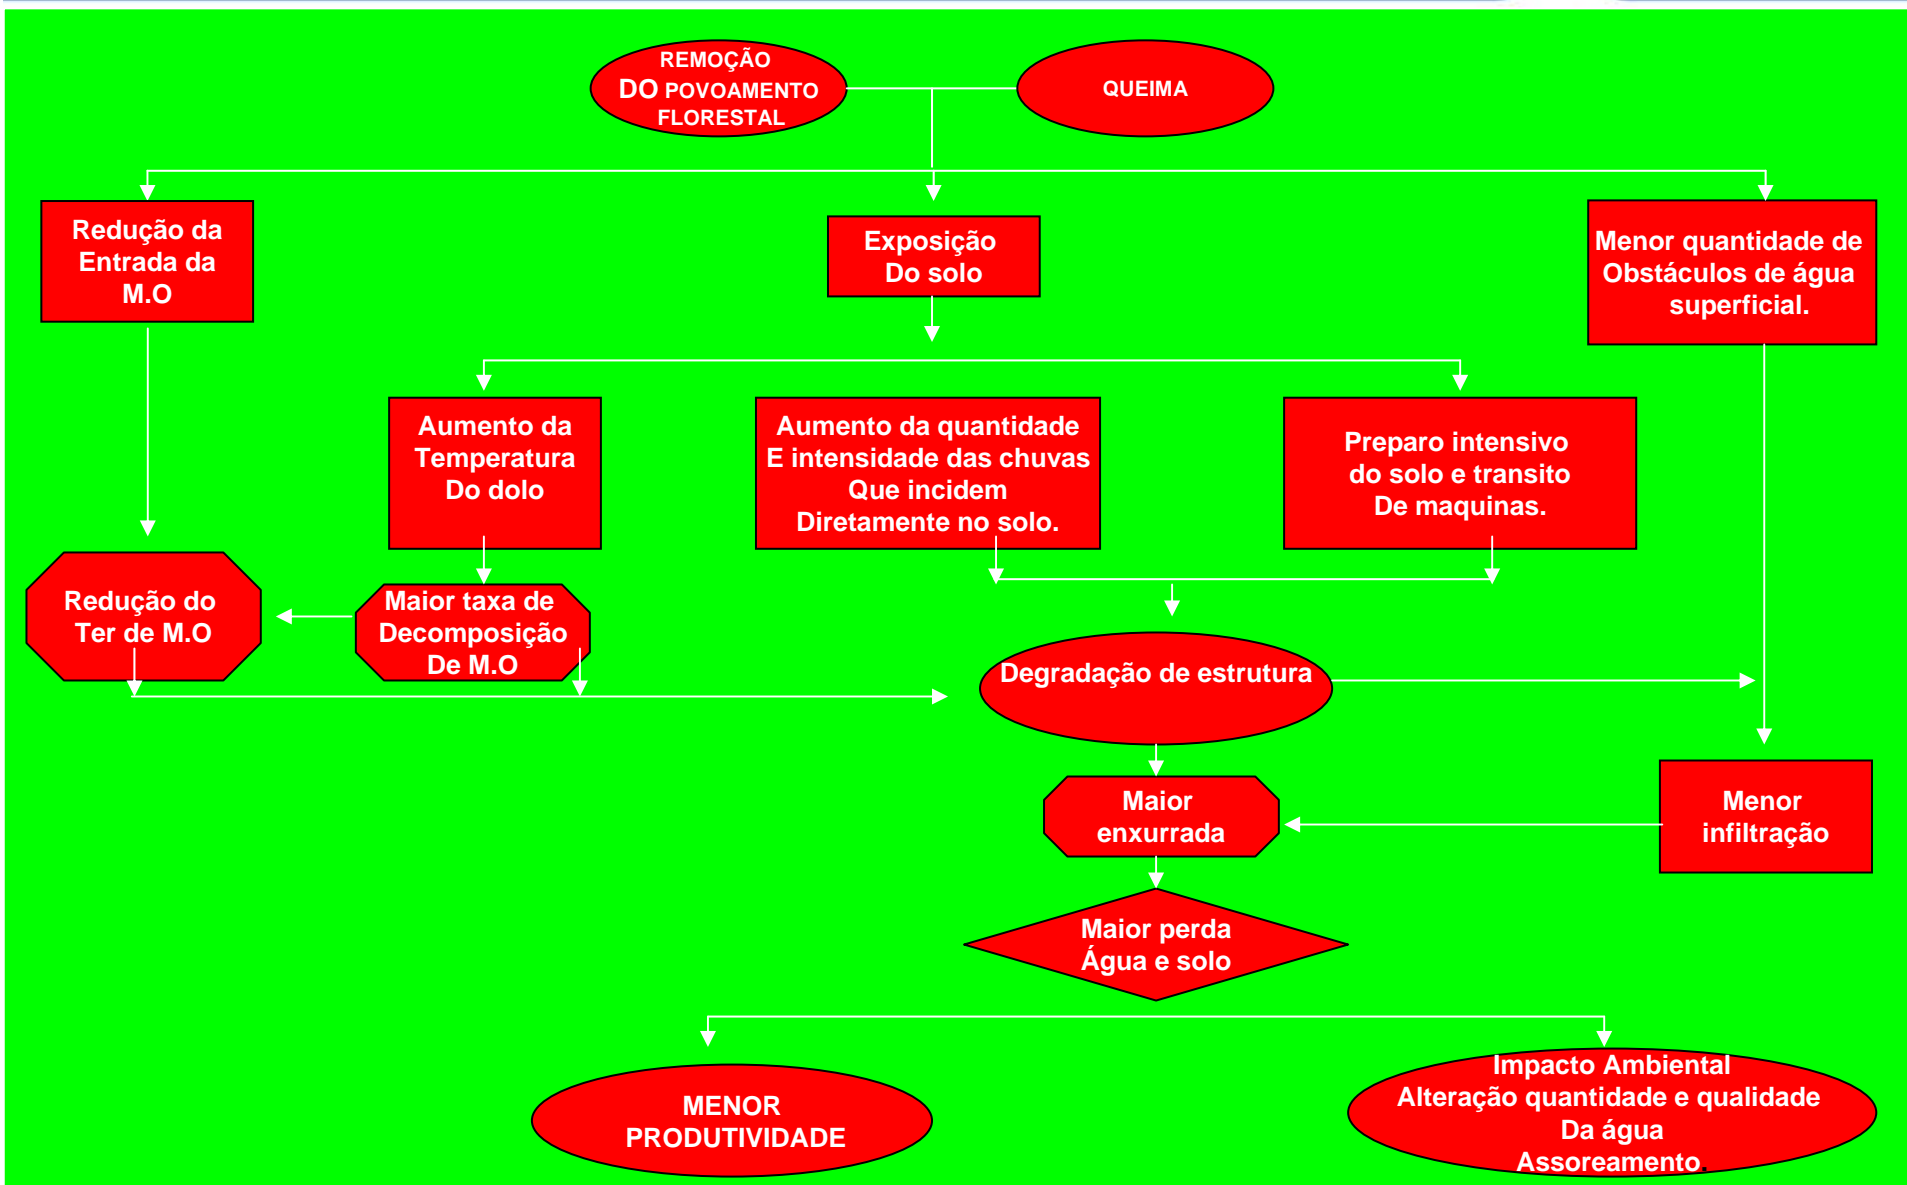 REMOÇÃO
DO POVOAMENTO
FLORESTAL
QUEIMA
Redução da
Entrada da
M.O
Exposição
Do solo
Menor quantidade de
Obstáculos de água
superficial.
Aumento da
Temperatura
Do dolo
Aumento da quantidade
E intensidade das chuvas
Que incidem
Diretamente no solo.
Preparo intensivo
do solo e transito
De maquinas.
Redução do
Ter de M.O
Maior taxa de
Decomposição
De M.O
Degradação de estrutura
Maior
enxurrada
Menor
infiltração
Maior perda
Água e solo
MENOR
PRODUTIVIDADE
Impacto Ambiental
Alteração quantidade e qualidade
Da água
Assoreamento.